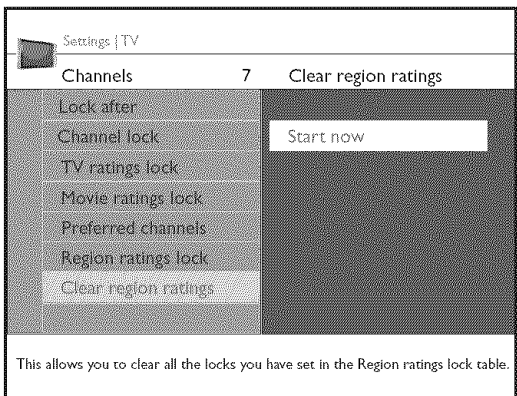 Settings | TV
Channels 7 Clear region ratings
Lock after
Channel lock Start now
TV ratings lock
Movie ratings lock
Preferred channels
Region ratings lock
Clear region ratings
This allows you to clear all the locks you have set in the Region ratings lock table.